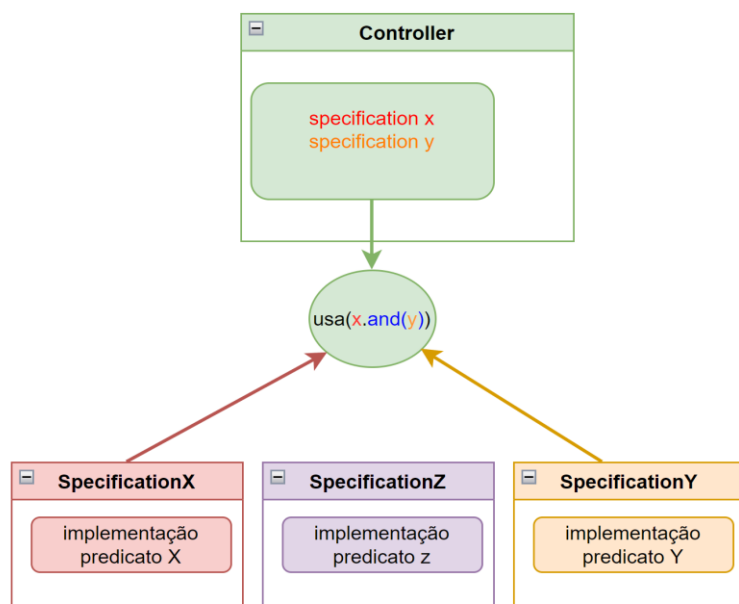 Controller
specification x
specification y
usa(x.and(y))
SpecificationX
implementação
predicato X
SpecificationZ
implementação
predicato z
SpecificationY
implementação
predicato Y